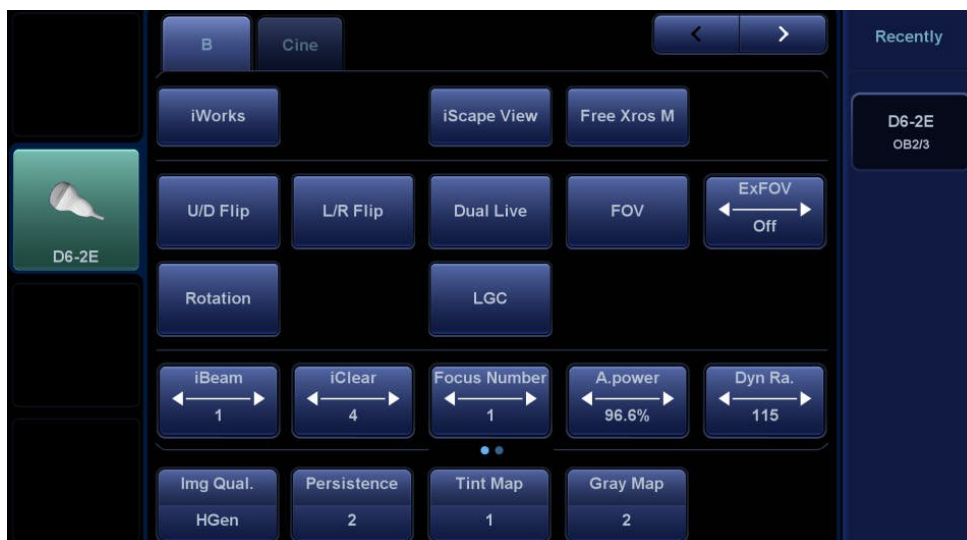 B
Cine
Recently
iWorks
iScape View
Free Xros M
D6-2E
OB2/3
U/D Flip
L/R Flip
Dual Live
FOV
ExFOV
Off
D6-2E
Rotation
LGC
iBeam
1
iClear
4
Focus Number
1
A.power
96.6%
Dyn Ra.
115
Img Qual.
HGen
Persistence
2
Tint Map
1
Gray Map
2